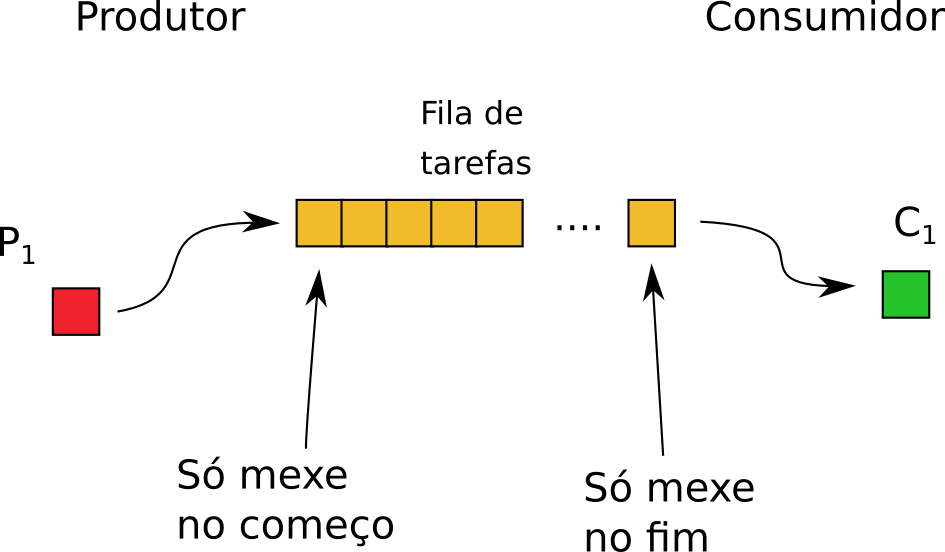 Produtor
Consumidor
Fila de
tarefas
P1
C1
Só mexe
no começo
Só mexe
no fim